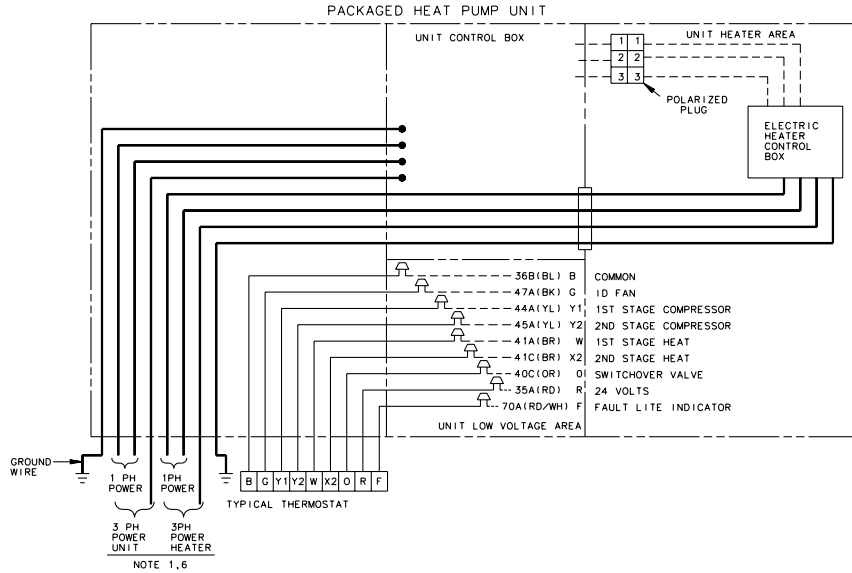 PACKAGED HEAT PUMP UNIT
UNIT CONTROL BOX
UNIT HEATER AREA
1 1
2 2
3 3
POLARIZED
PLUG
ELECTRIC
HEATER
CONTROL
BOX
36B(BL) B COMMON
47A(BK) G ID FAN
44A(YL) Y1 1ST STAGE COMPRESSOR
45A(YL) Y2 2ND STAGE COMPRESSOR
41A(BR) W 1ST STAGE HEAT
41C(BR) X2 2ND STAGE HEAT
40C(OR) O SWITCHOVER VALVE
35A(RD) R 24 VOLTS
70A(RD/WH) F FAULT LITE INDICATOR
UNIT LOW VOLTAGE AREA
GROUND
WIRE
1 PH
POWER
1PH
POWER
B G Y1 Y2 W X2 O R F
TYPICAL THERMOSTAT
3 PH
POWER
UNIT
3PH
POWER
HEATER
NOTE 1,6